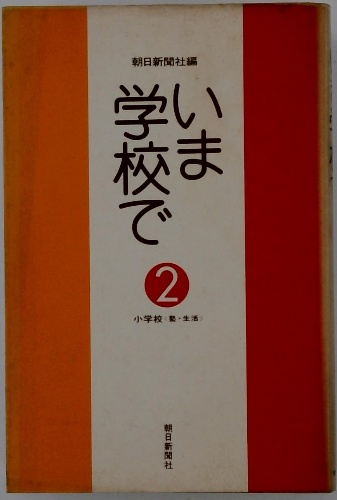 朝日新聞社編
いま
学校で
2
小学校〈塾・生活〉
朝日新聞社